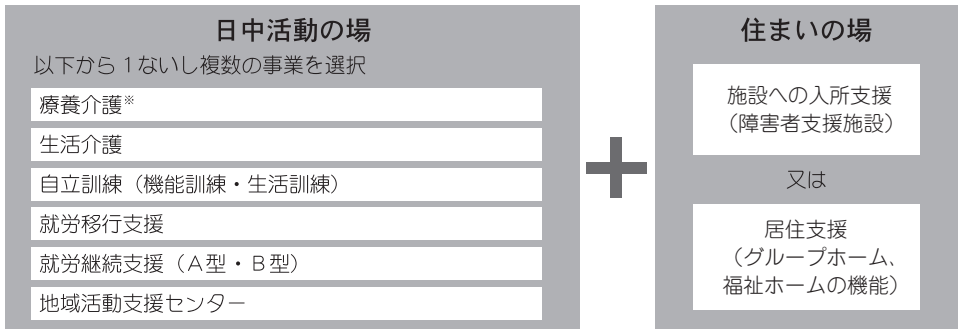 日中活動の場
以下から1ないし複数の事業を選択
療養介護※
生活介護
自立訓練（機能訓練・生活訓練）
就労移行支援
就労継続支援（A型・B型）
地域活動支援センター
＋
住まいの場
施設への入所支援
（障害者支援施設）
又は
居住支援
（グループホーム、
福祉ホームの機能）